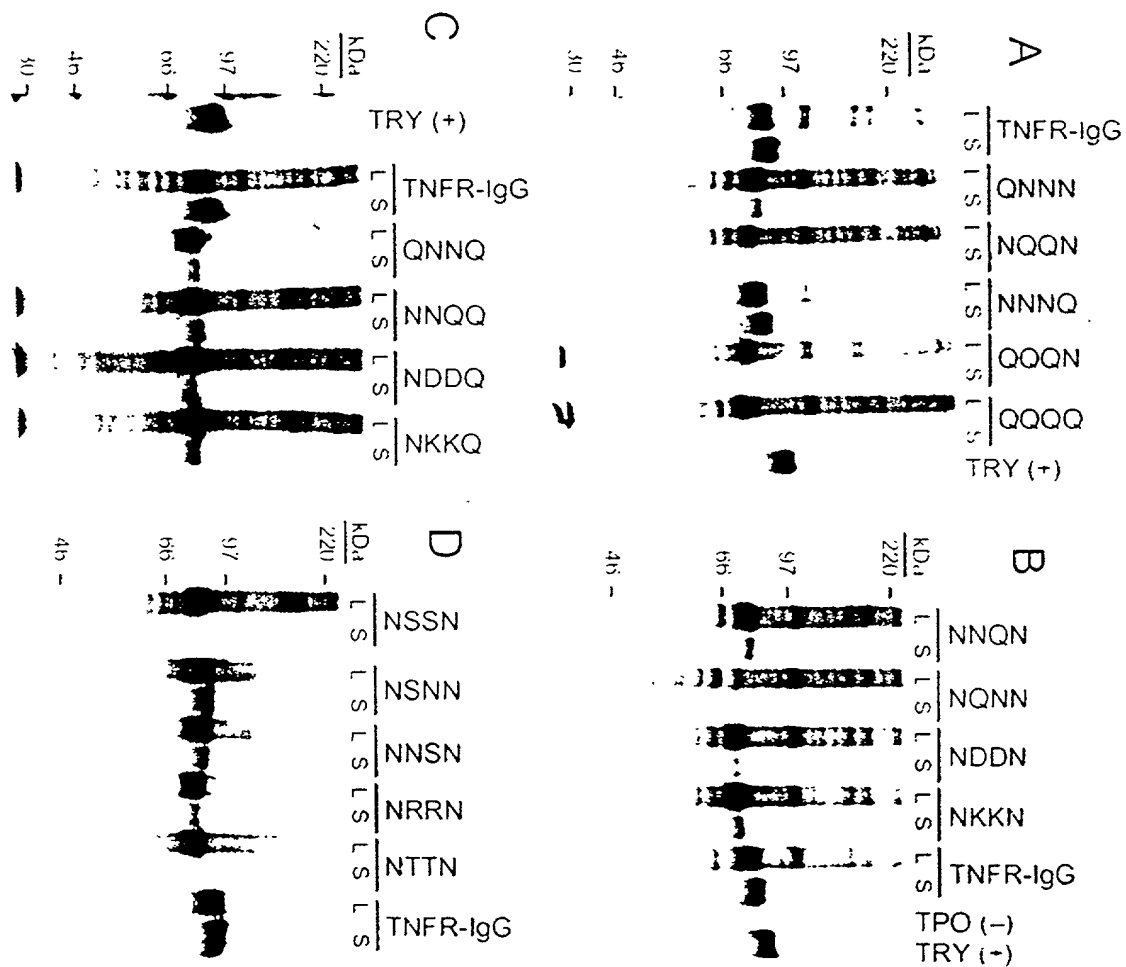 A
kDa
220 -
97 -
66 -
46 -
30 -
L S TNFR-IgG
L S QNNN
L S NQQN
L S NNNQ
L S QQQN
L S QQQQ
TRY (+)
B
kDa
220 -
97 -
66 -
46 -
L S NNQN
L S NQNN
L S NDDN
L S NKKN
L S TNFR-IgG
TPO (–)
TRY (+)
C
kDa
220 -
97 -
66 -
46 -
30 -
TRY (+)
L S TNFR-IgG
L S QNNQ
L S NNQQ
L S NDDQ
L S NKKQ
D
kDa
220 -
97 -
66 -
46 -
L S NSSN
L S NSNN
L S NNSN
L S NRRN
L S NTTN
L S TNFR-IgG